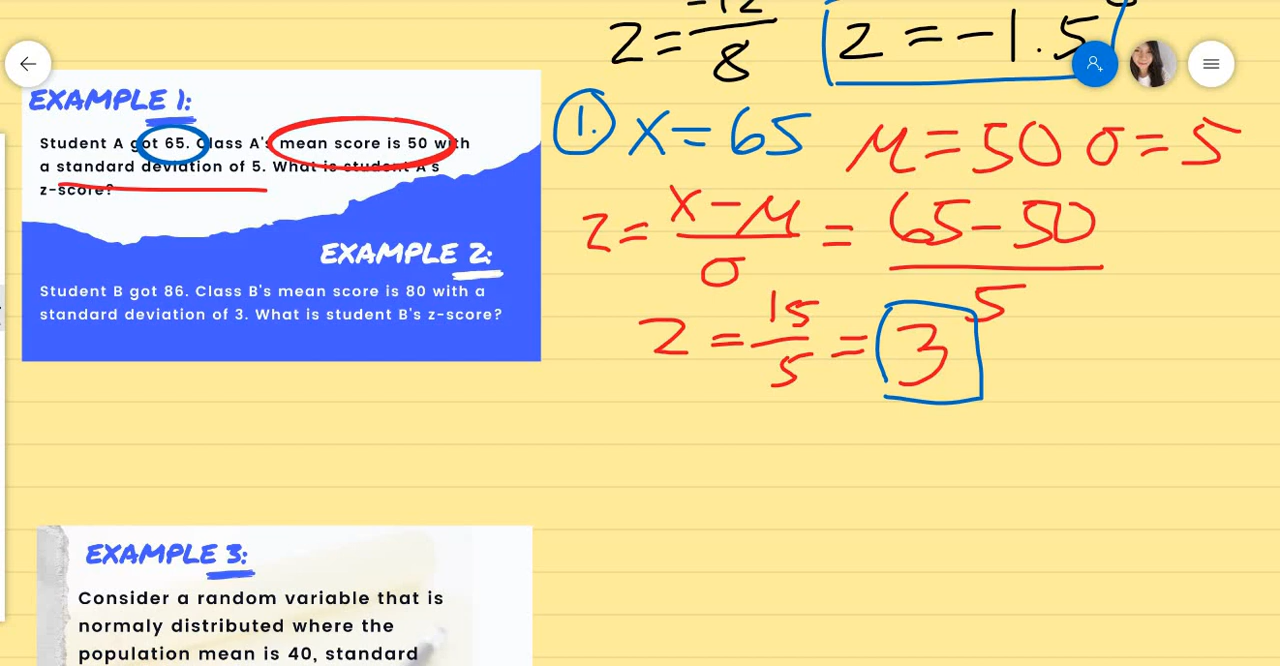 z = -12 / 8
z = -1.5
EXAMPLE 1:
Student A got 65. Class A's mean score is 50 with
a standard deviation of 5. What is student A's
z-score?
EXAMPLE 2:
Student B got 86. Class B's mean score is 80 with a
standard deviation of 3. What is student B's z-score?
1. x = 65 μ = 50 σ = 5
z = x - μ / σ = 65 - 50 / 5
z = 15 / 5 = 3
EXAMPLE 3:
Consider a random variable that is
normaly distributed where the
population mean is 40, standard